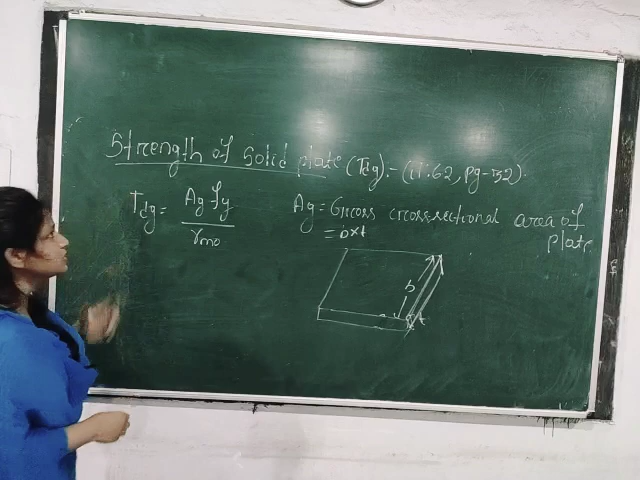 Strength of Solid plate (Tdg):- (cl:6.2, pg-32).
Tdg = Ag fy / γmo
Ag = Gross cross-sectional area of plate
= b×t
b
t